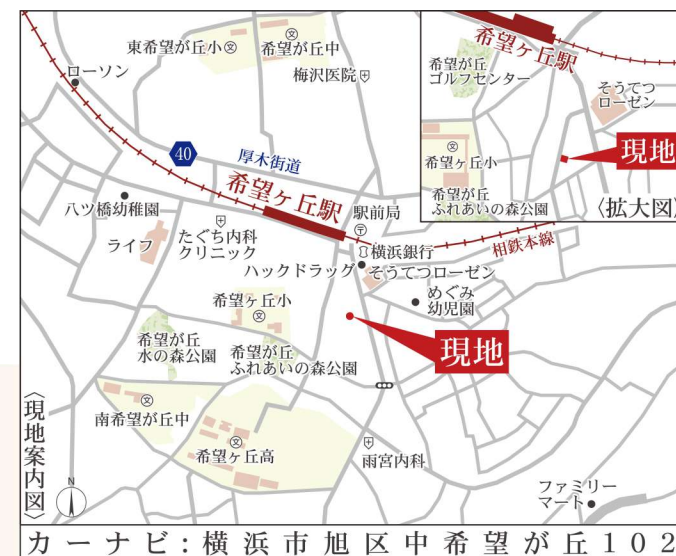 東希望が丘小
希望が丘中
ローソン
梅沢医院
40
厚木街道
希望ヶ丘駅
八ツ橋幼稚園
駅前局
ライフ
たぐち内科
クリニック
横浜銀行
ハックドラッグ
そうてつローゼン
相鉄本線
めぐみ
幼児園
希望ヶ丘小
現地
希望が丘
水の森公園
希望が丘
ふれあいの森公園
南希望が丘中
希望ヶ丘高
雨宮内科
ファミリー
マート
〈現地案内図〉
N
希望ヶ丘駅
希望が丘
ゴルフセンター
そうてつ
ローゼン
希望ヶ丘小
現地
希望が丘
ふれあいの森公園
〈拡大図〉
カーナビ:横浜市旭区中希望が丘102